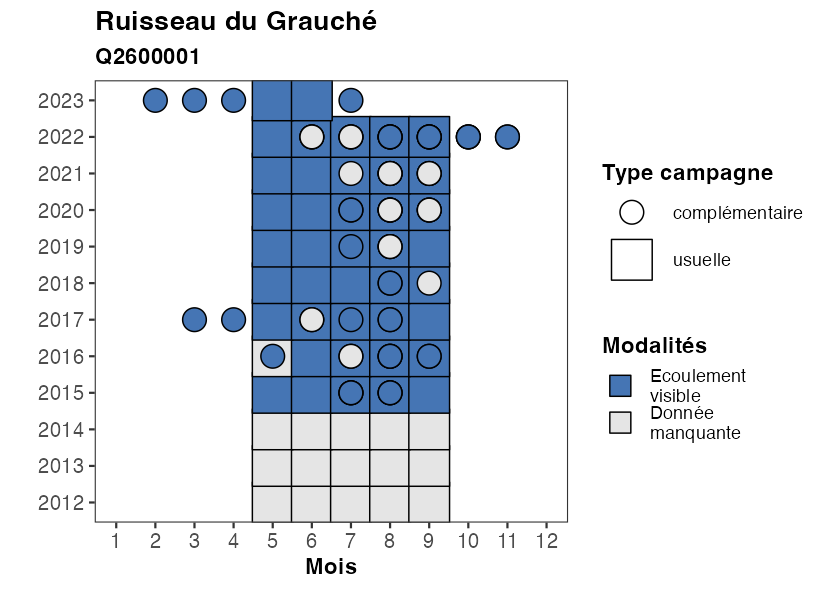 Ruisseau du Grauché
Q2600001
2023
2022
2021
2020
2019
2018
2017
2016
2015
2014
2013
2012
1 2 3 4 5 6 7 8 9 10 11 12
Mois
Type campagne
complémentaire
usuelle
Modalités
Ecoulement
visible
Donnée
manquante